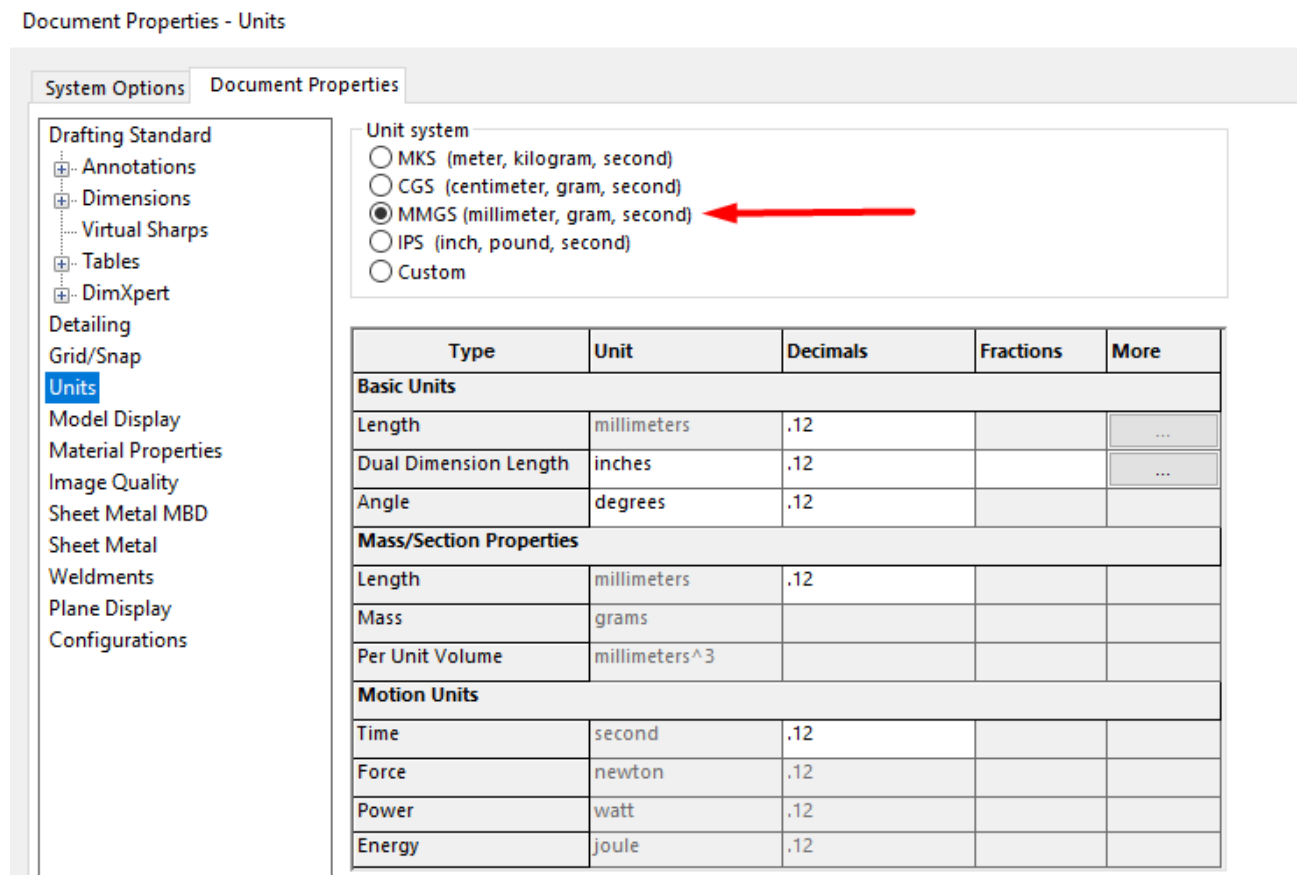 Document Properties - Units
System Options Document Properties
Drafting Standard
Annotations
Dimensions
Virtual Sharps
Tables
DimXpert
Detailing
Grid/Snap
Units
Model Display
Material Properties
Image Quality
Sheet Metal MBD
Sheet Metal
Weldments
Plane Display
Configurations
Unit system
MKS (meter, kilogram, second)
CGS (centimeter, gram, second)
MMGS (millimeter, gram, second)
IPS (inch, pound, second)
Custom
Type Unit Decimals Fractions More
Basic Units
Length millimeters .12 ...
Dual Dimension Length inches .12 ...
Angle degrees .12
Mass/Section Properties
Length millimeters .12
Mass grams
Per Unit Volume millimeters^3
Motion Units
Time second .12
Force newton .12
Power watt .12
Energy joule .12